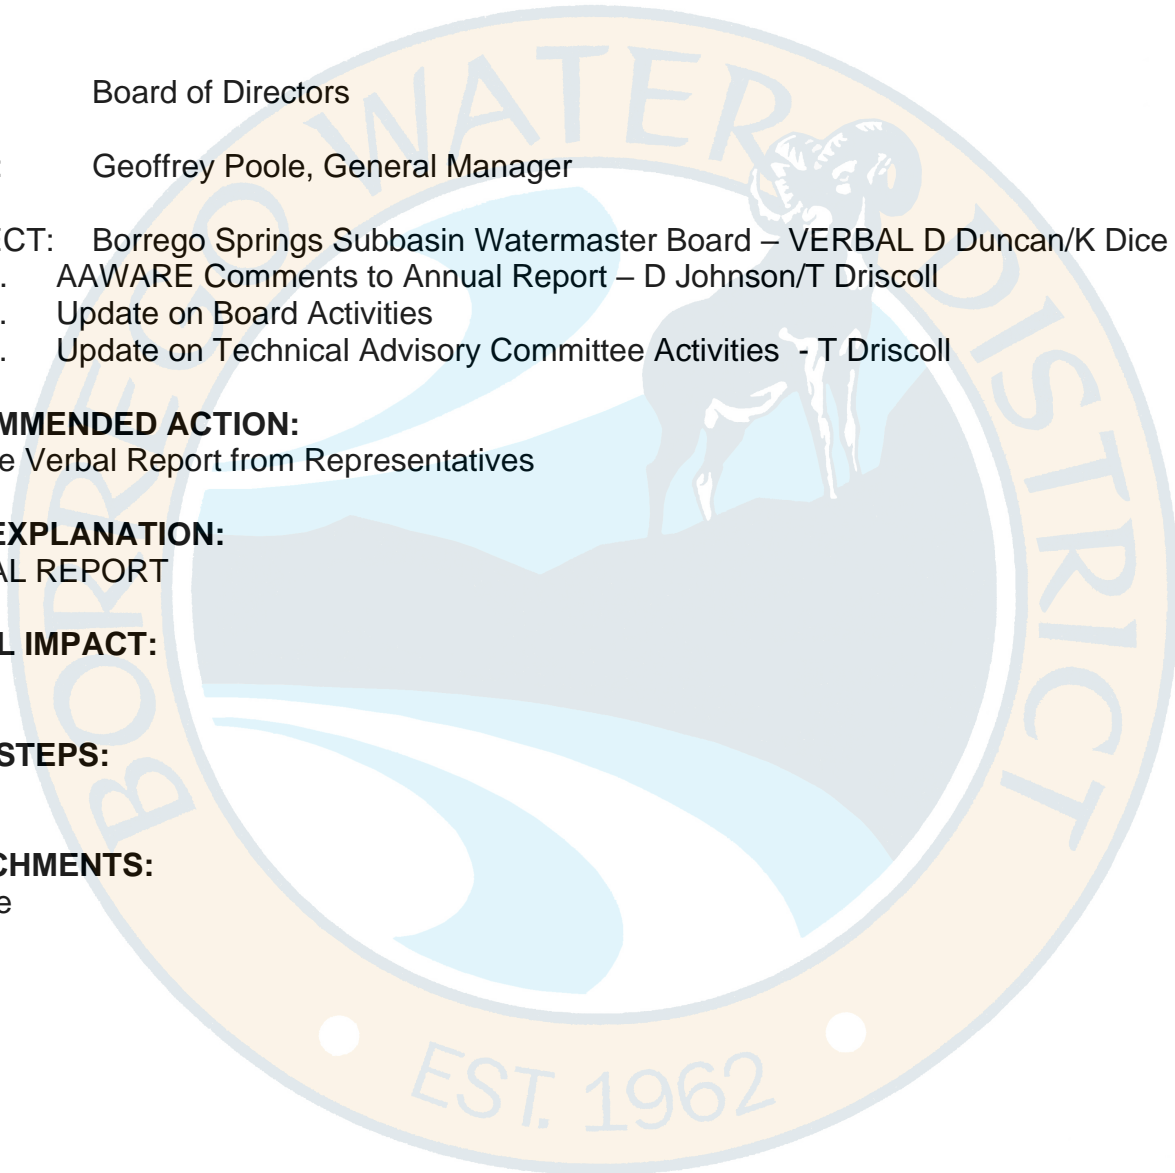 Board of Directors
: Geoffrey Poole, General Manager
ECT: Borrego Springs Subbasin Watermaster Board – VERBAL D Duncan/K Dice
. AAWARE Comments to Annual Report – D Johnson/T Driscoll
. Update on Board Activities
. Update on Technical Advisory Committee Activities - T Driscoll
MMENDED ACTION:
e Verbal Report from Representatives
EXPLANATION:
AL REPORT
L IMPACT:
STEPS:
CHMENTS:
e
BORREGO WATER DISTRICT
EST. 1962